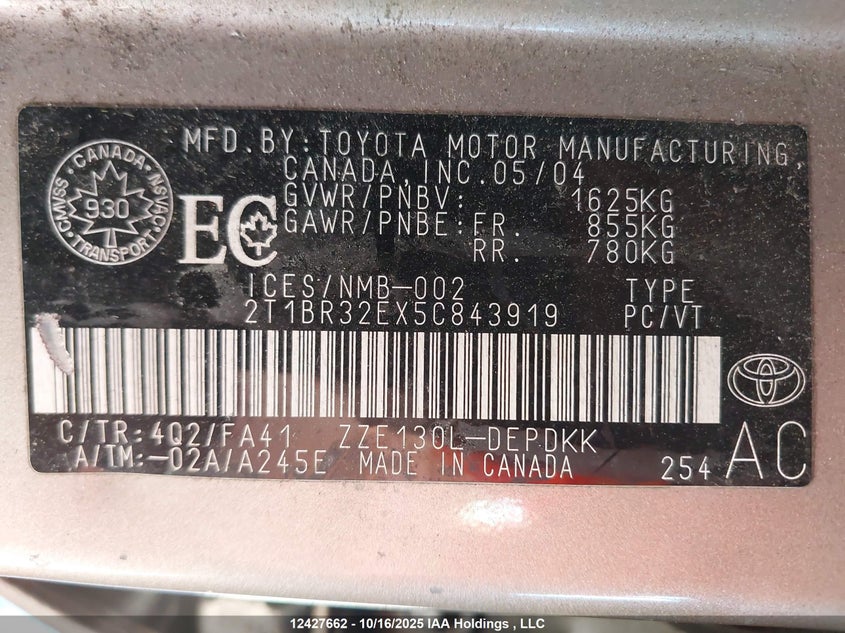 MFD.BY:TOYOTA MOTOR MANUFACTURING,
CANADA, INC.05/04
GVWR/PNBV: 1625KG
GAWR/PNBE:FR. 855KG
RR. 780KG
CANADA
CMVSS
NSVAC
930
TRANSPORT
EC
ICES/NMB-002 TYPE
2T1BR32EX5C843919 PC/VT
C/TR:4Q2/FA41 ZZE130L-DEPDKK
A/TM:-02A/A245E MADE IN CANADA 254 AC
12427662 - 10/16/2025 IAA Holdings , LLC